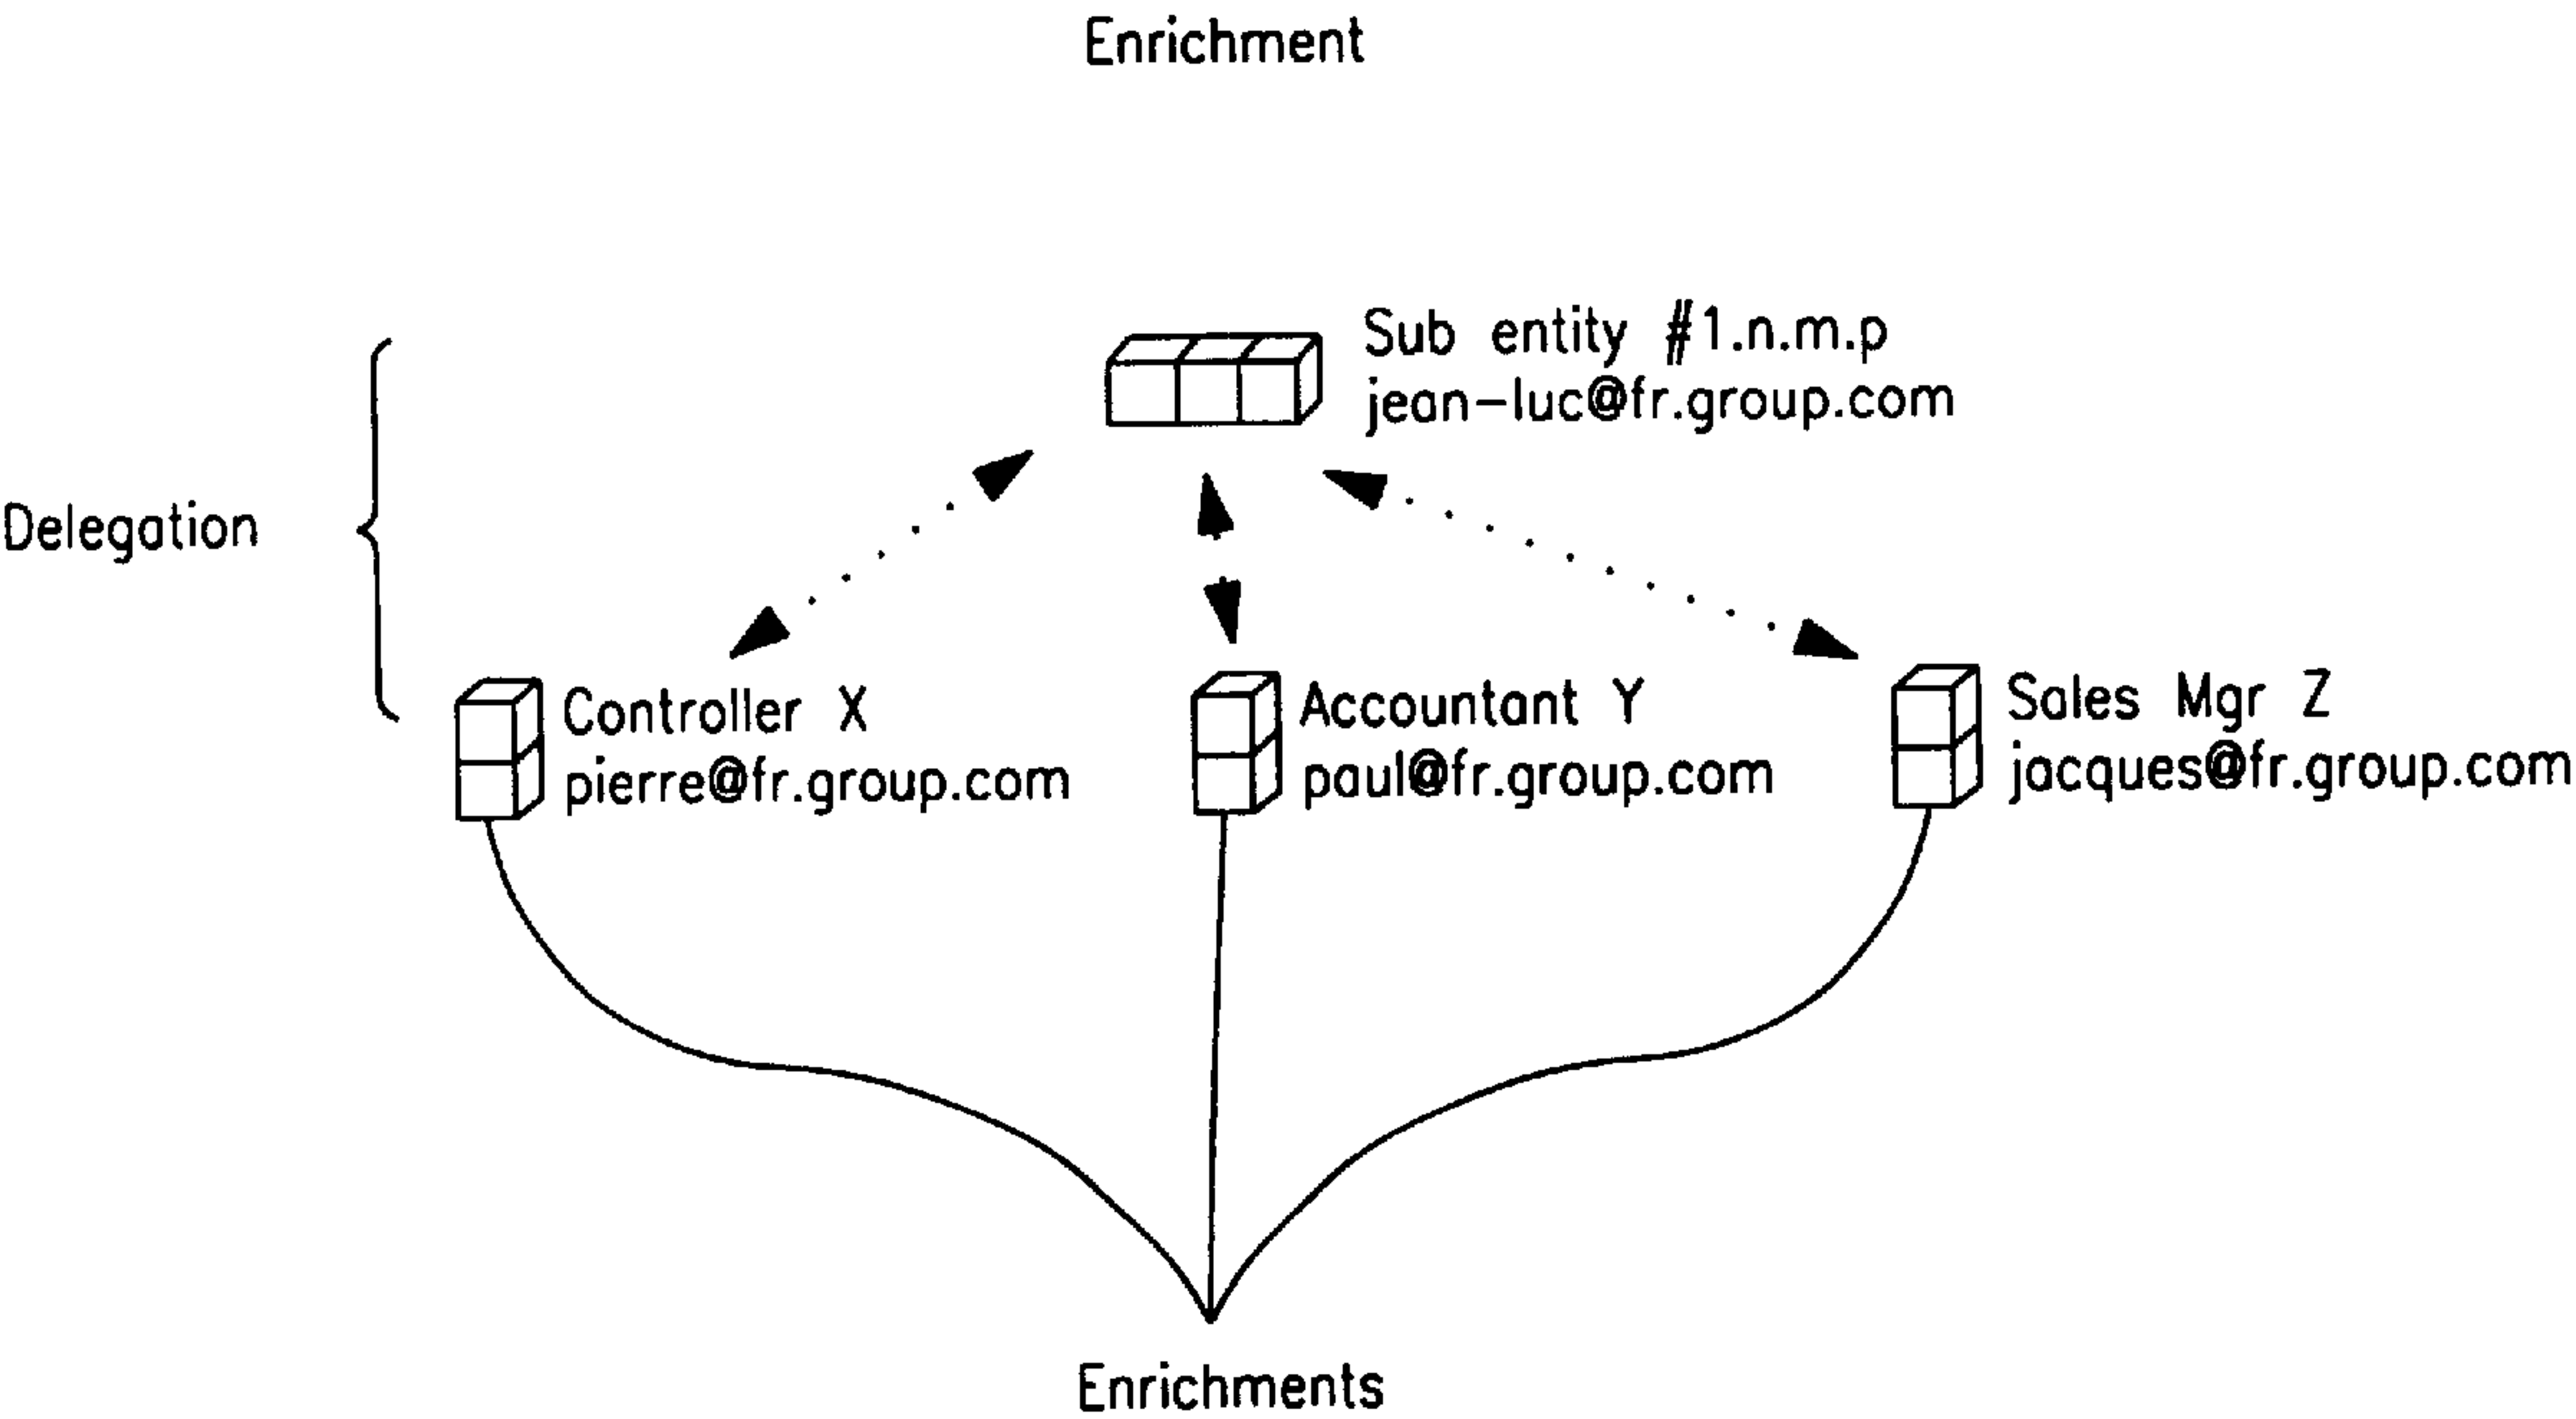 Enrichment
Sub entity #1.n.m.p
jean-luc@fr.group.com
Delegation
Controller X
pierre@fr.group.com
Accountant Y
paul@fr.group.com
Sales Mgr Z
jacques@fr.group.com
Enrichments